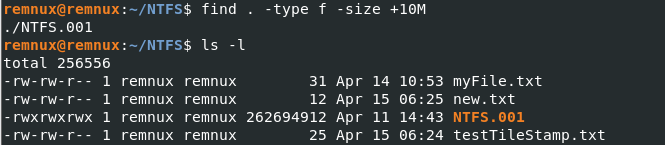 remnux@remnux:~/NTFS$ find . -type f -size +10M
./NTFS.001
remnux@remnux:~/NTFS$ ls -l
total 256556
-rw-rw-r-- 1 remnux remnux        31 Apr 14 10:53 myFile.txt
-rw-rw-r-- 1 remnux remnux        12 Apr 15 06:25 new.txt
-rwxrwxrwx 1 remnux remnux 262694912 Apr 11 14:43 NTFS.001
-rw-rw-r-- 1 remnux remnux        25 Apr 15 06:24 testTileStamp.txt